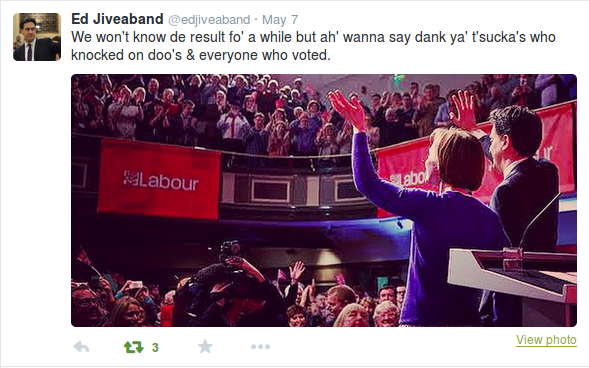 Ed Jiveaband @edjiveaband · May 7
We won't know de result fo' a while but ah' wanna say dank ya' t'sucka's who
knocked on doo's & everyone who voted.
Labour
Labour
3
View photo